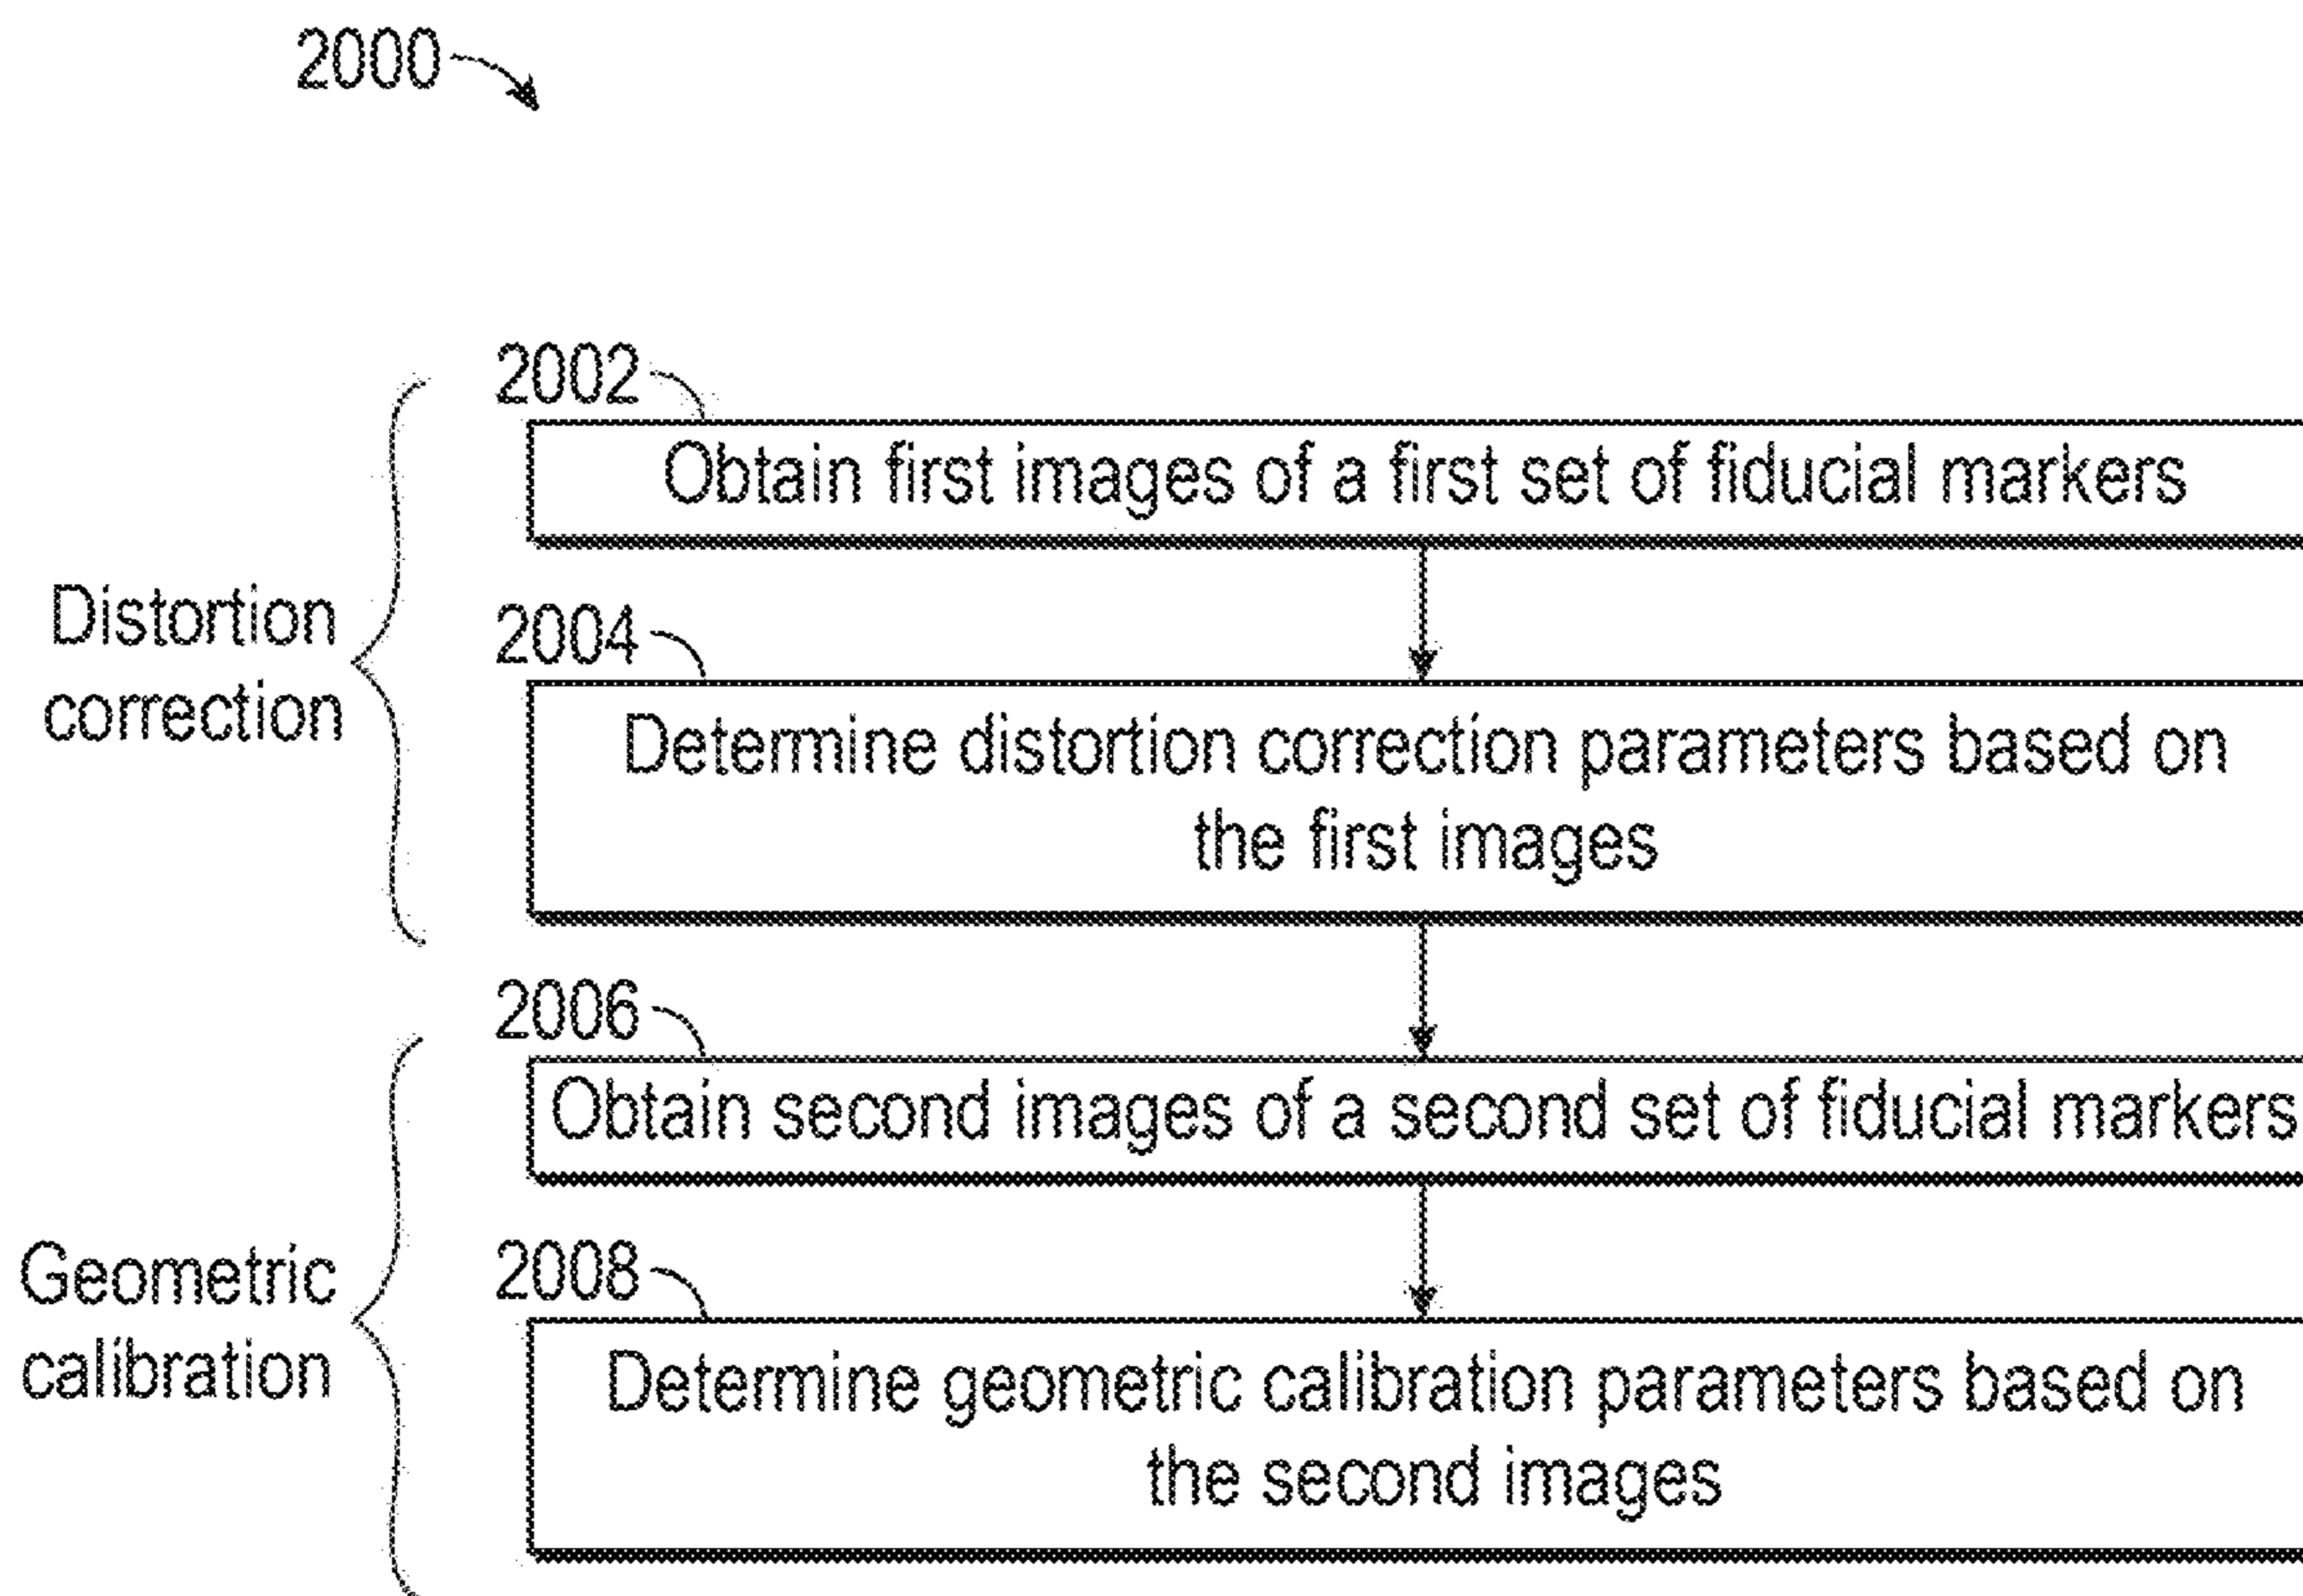 2000
2002
Obtain first images of a first set of fiducial markers
Distortion
correction
2004
Determine distortion correction parameters based on
the first images
2006
Obtain second images of a second set of fiducial markers
Geometric
calibration
2008
Determine geometric calibration parameters based on
the second images